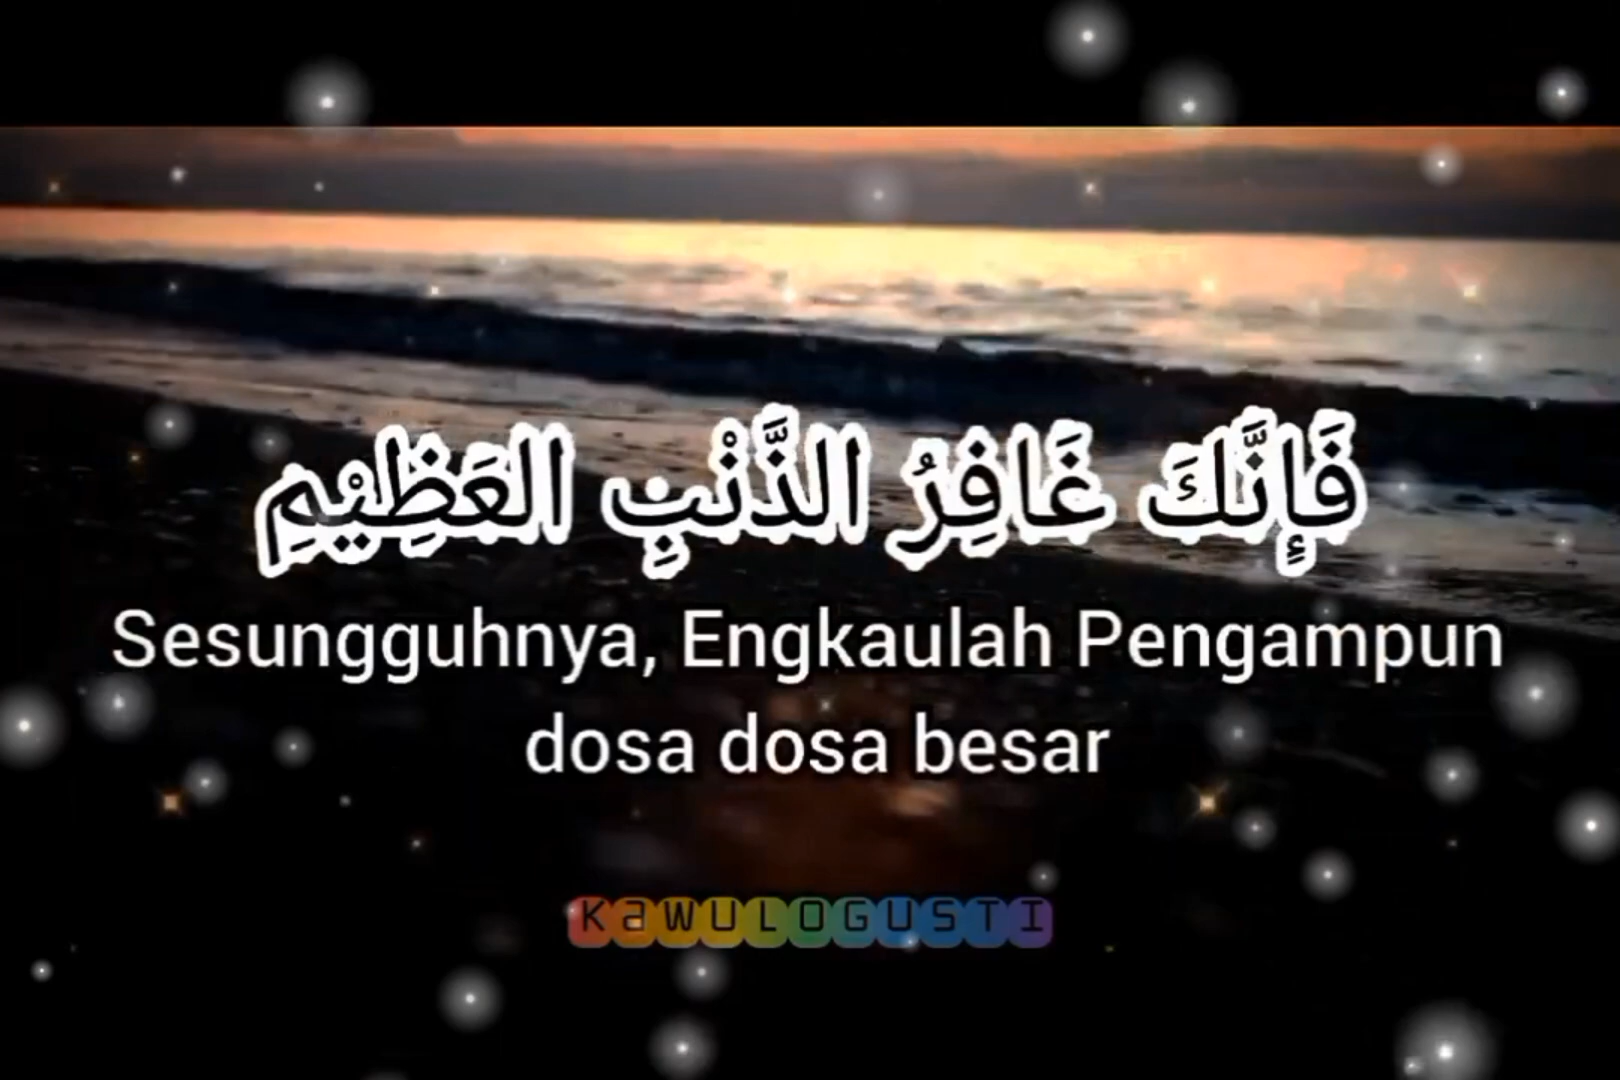 فَإِنَّكَ غَافِرُ الذَّنْبِ العَظِيْمِ
Sesungguhnya, Engkaulah Pengampun
dosa dosa besar
KaWULOGUSTI